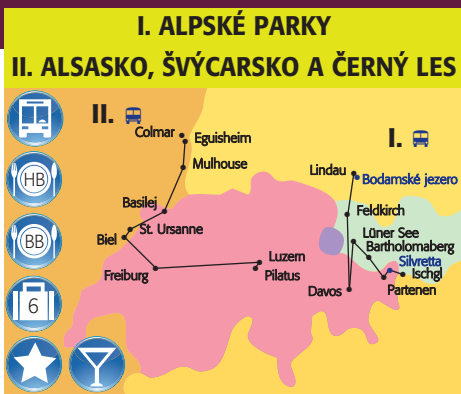 I. ALPSKÉ PARKY
II. ALSASKO, ŠVÝCARSKO A ČERNÝ LES
II.
Colmar
Eguisheim
I.
Mulhouse
Lindau
Bodamské jezero
HB
Basilej
Feldkirch
St. Ursanne
Biel
Lüner See
Bartholomaberg
BB
Luzern
Silvretta
Freiburg
Pilatus
Ischgl
Davos
Partenen
6